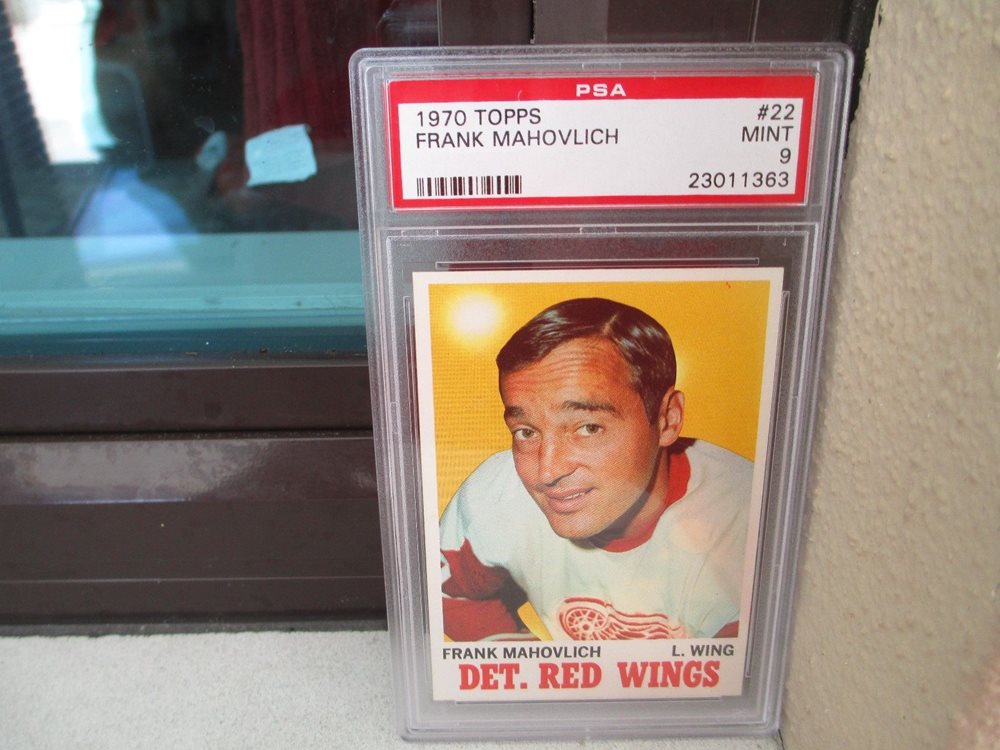 PSA
1970 TOPPS #22
FRANK MAHOVLICH MINT
9
23011363
FRANK MAHOVLICH L. WING
DET. RED WINGS